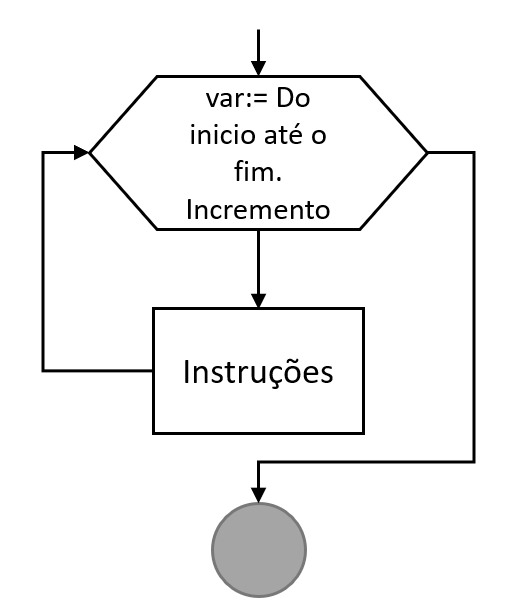 var:= Do
inicio até o
fim.
Incremento
Instruções